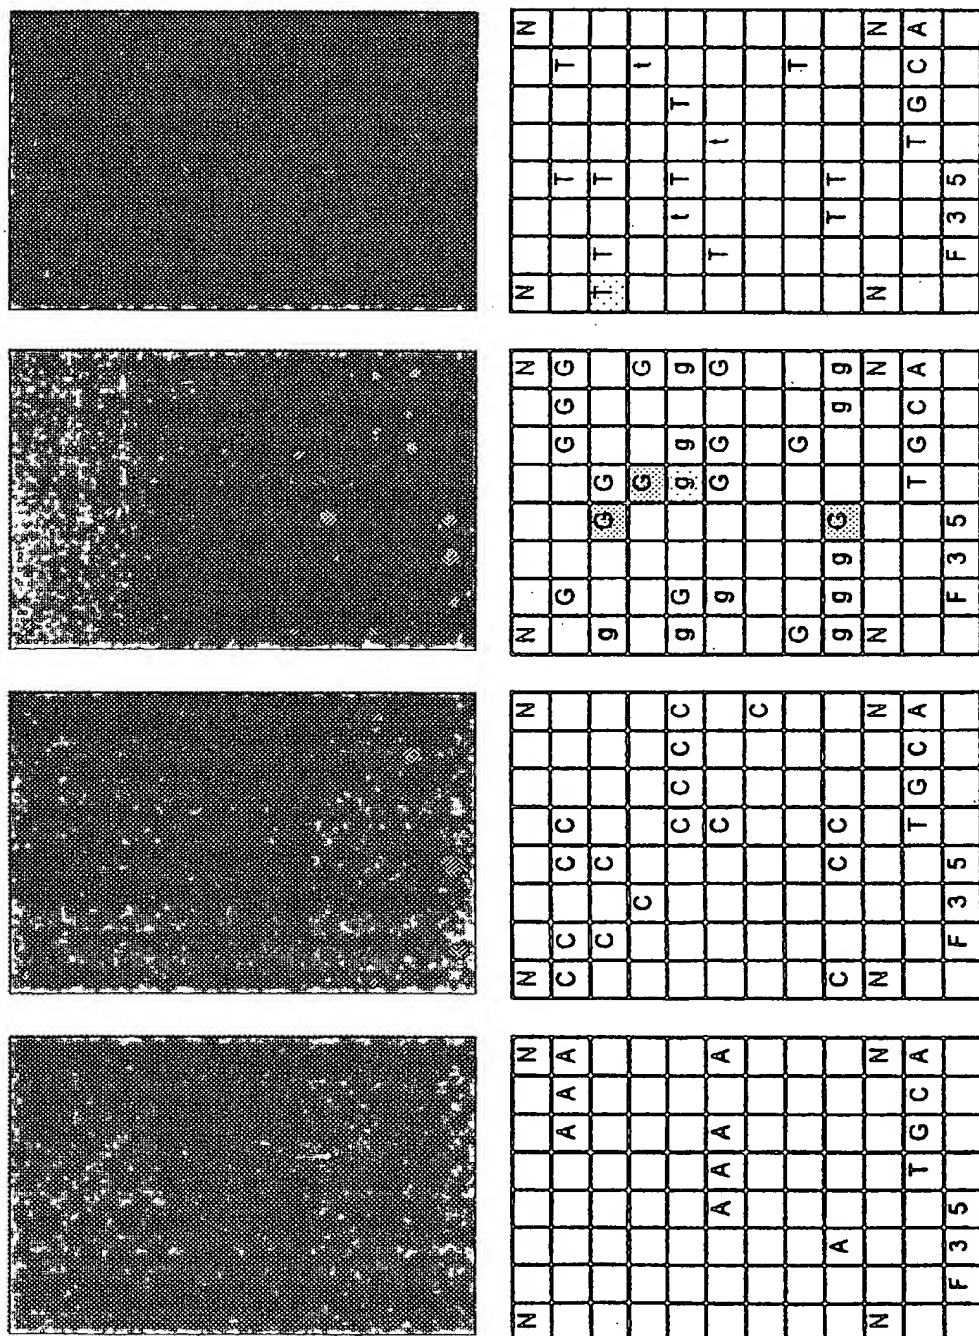 N N
A A A
A A A A
A
N N
T G C A
F 3 5
N N
C C C C
C C
C
C C C C
C
C
C C C
N N
T G C A
F 3 5
N N
G G G G
g G G
G G
g G g g g
g G G G
G G
g g g G g g
N N
T G C A
F 3 5
N N
T T
T T T
t
t T T
T t
T
T T
N N
T G C A
F 3 5